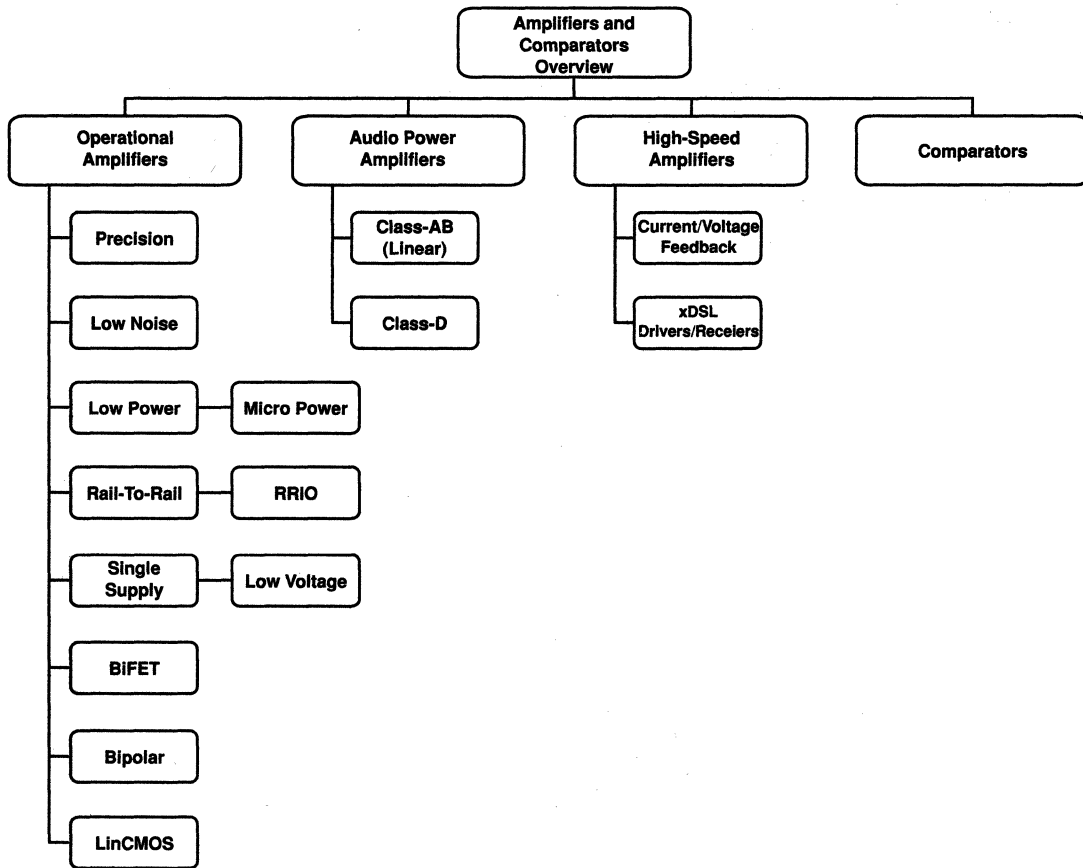 Amplifiers and
Comparators
Overview
Operational
Amplifiers
Audio Power
Amplifiers
High-Speed
Amplifiers
Comparators
Precision
Class-AB
(Linear)
Current/Voltage
Feedback
Low Noise
Class-D
xDSL
Drivers/Receiers
Low Power
Micro Power
Rail-To-Rail
RRIO
Single
Supply
Low Voltage
BiFET
Bipolar
LinCMOS